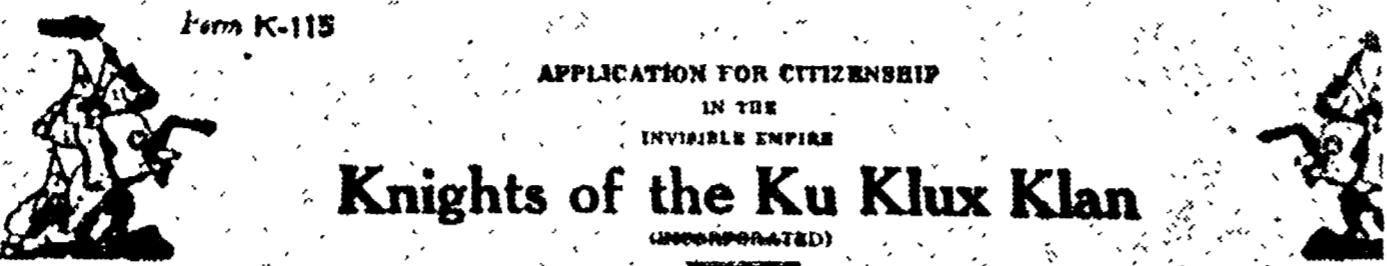 Form K-115
APPLICATION FOR CITIZENSHIP
IN THE
INVISIBLE EMPIRE
Knights of the Ku Klux Klan
(INCORPORATED)